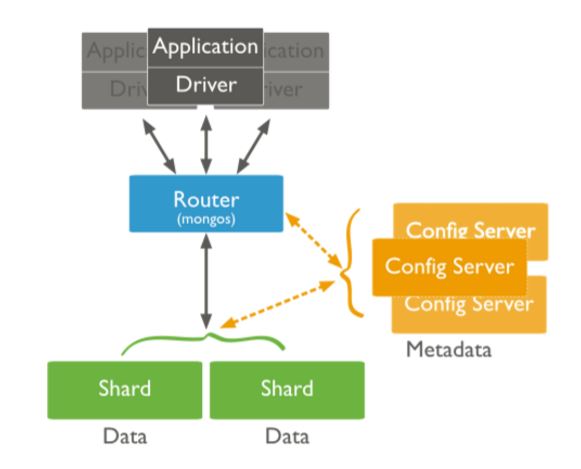 Applic
Application
ication
Driv
Driver
river
Router
(mongos)
Config Server
Config Server
Config Server
Metadata
Shard
Shard
Data
Data